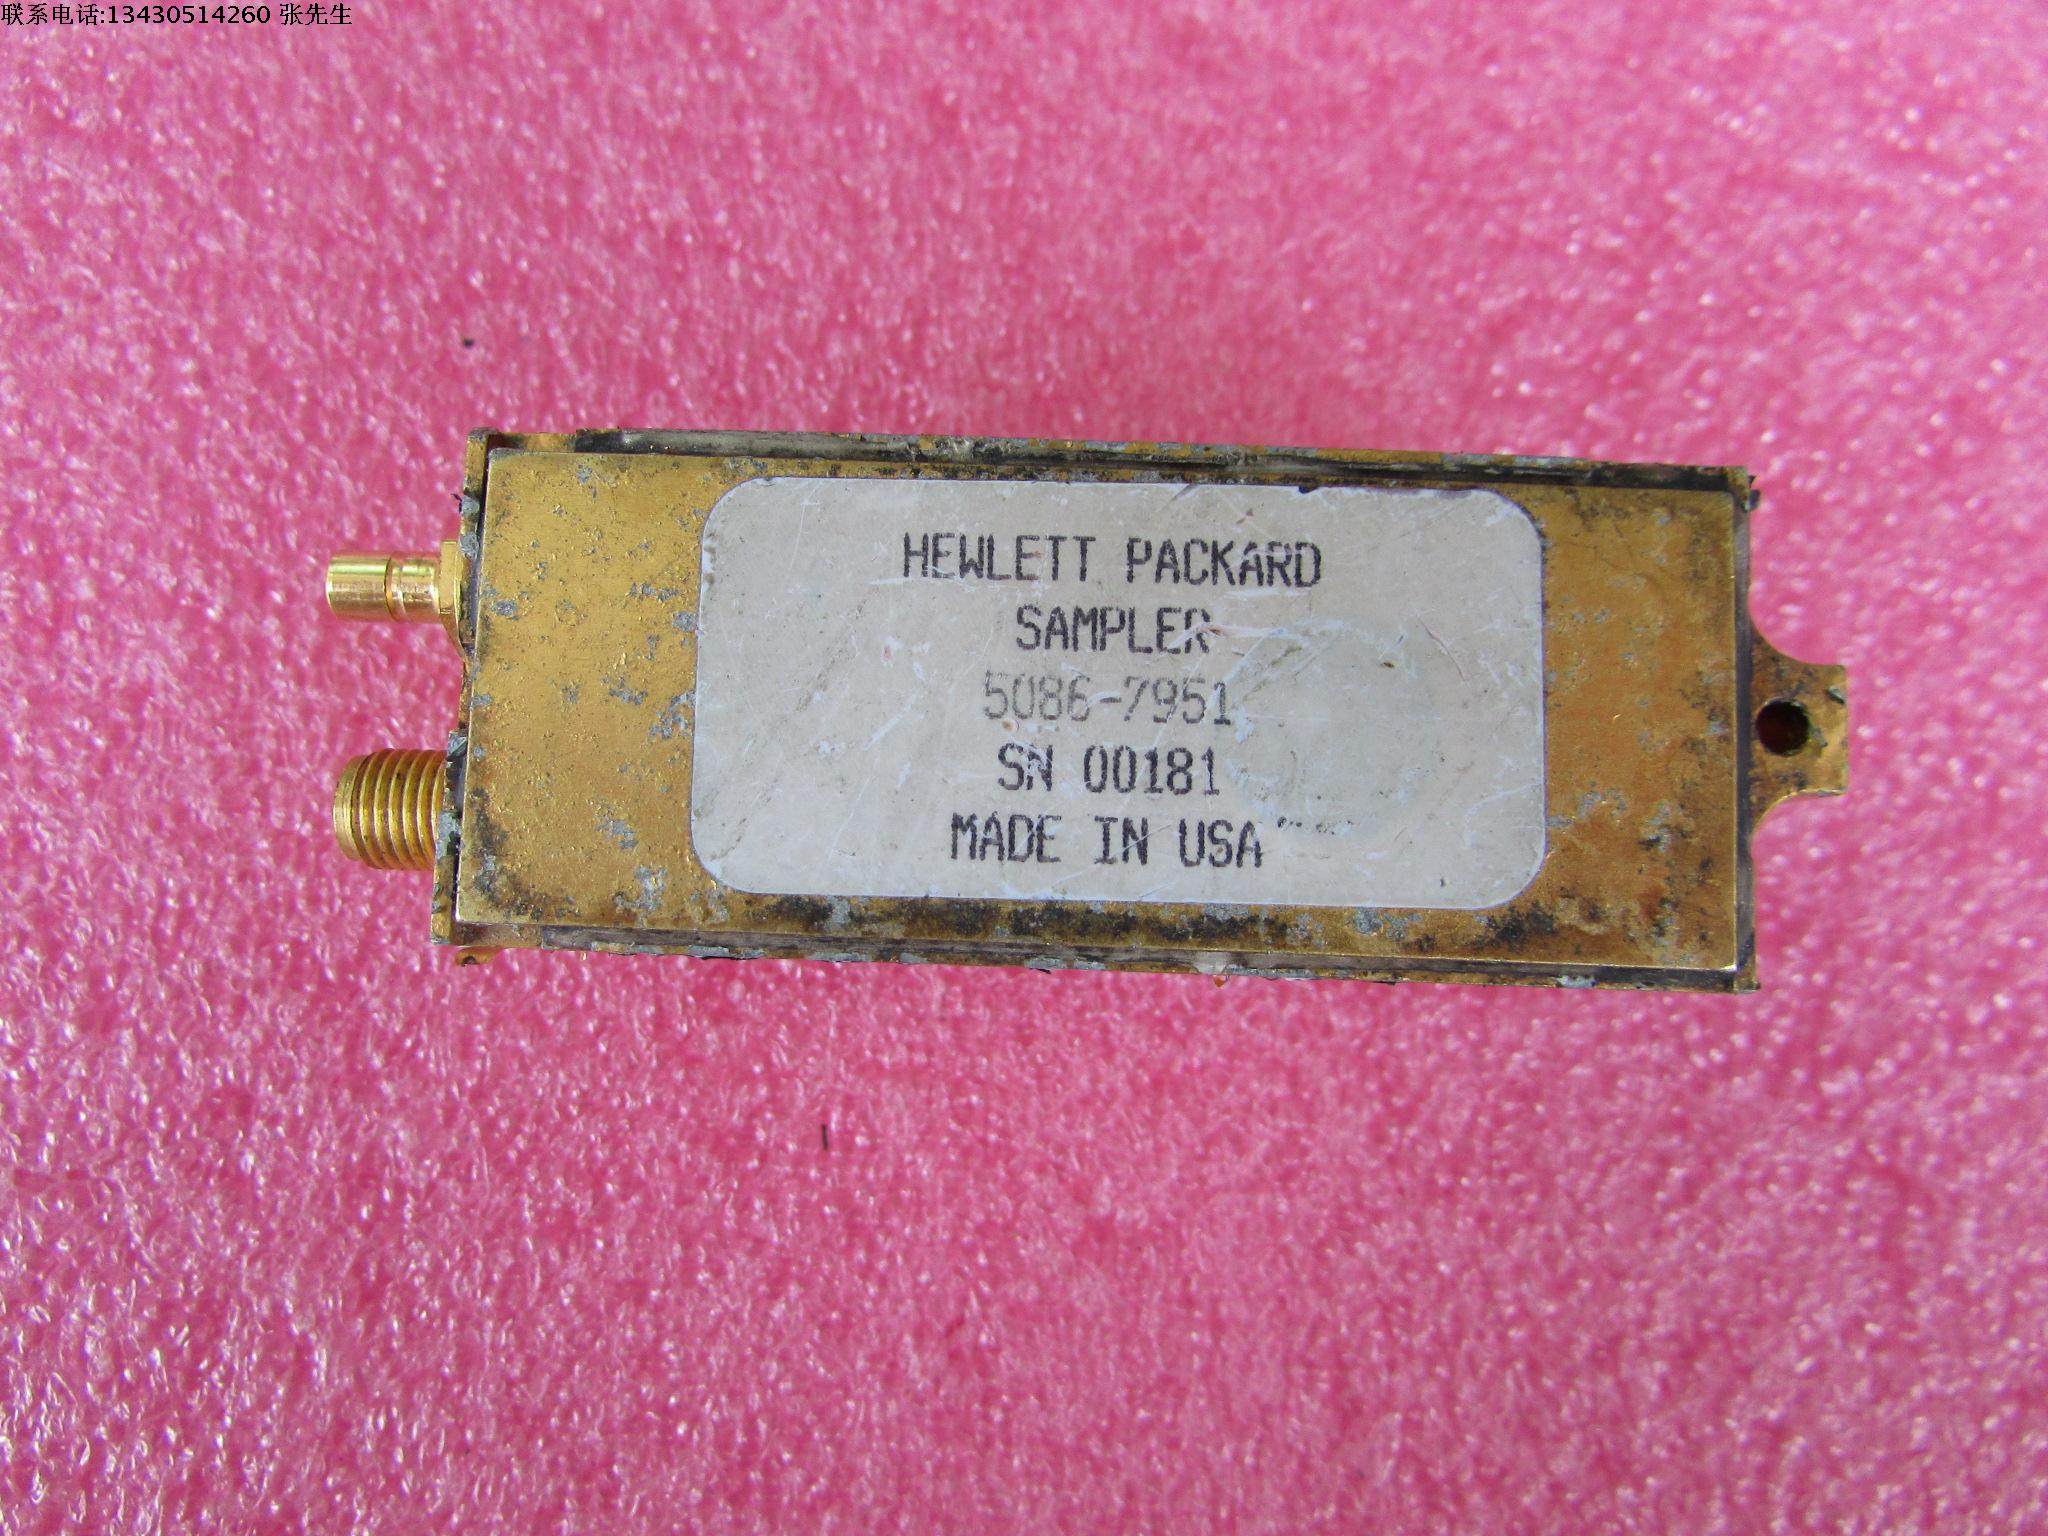 联系电话:13430514260 张先生
HEWLETT PACKARD
SAMPLER
5086-7951
SN 00181
MADE IN USA